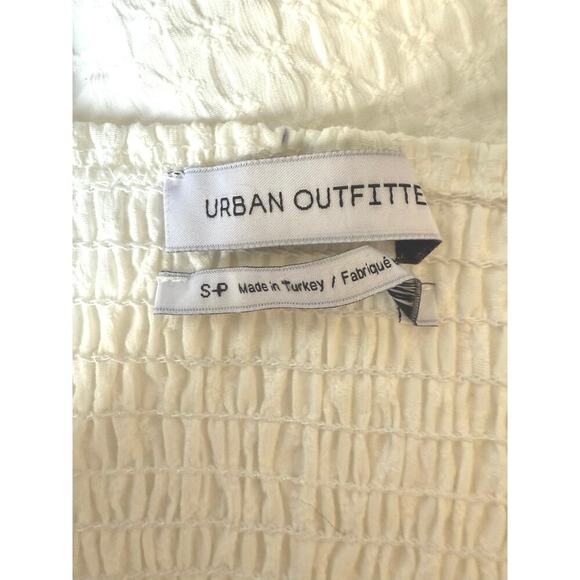 URBAN OUTFITTE
S-P Made in Turkey / Fabriqué